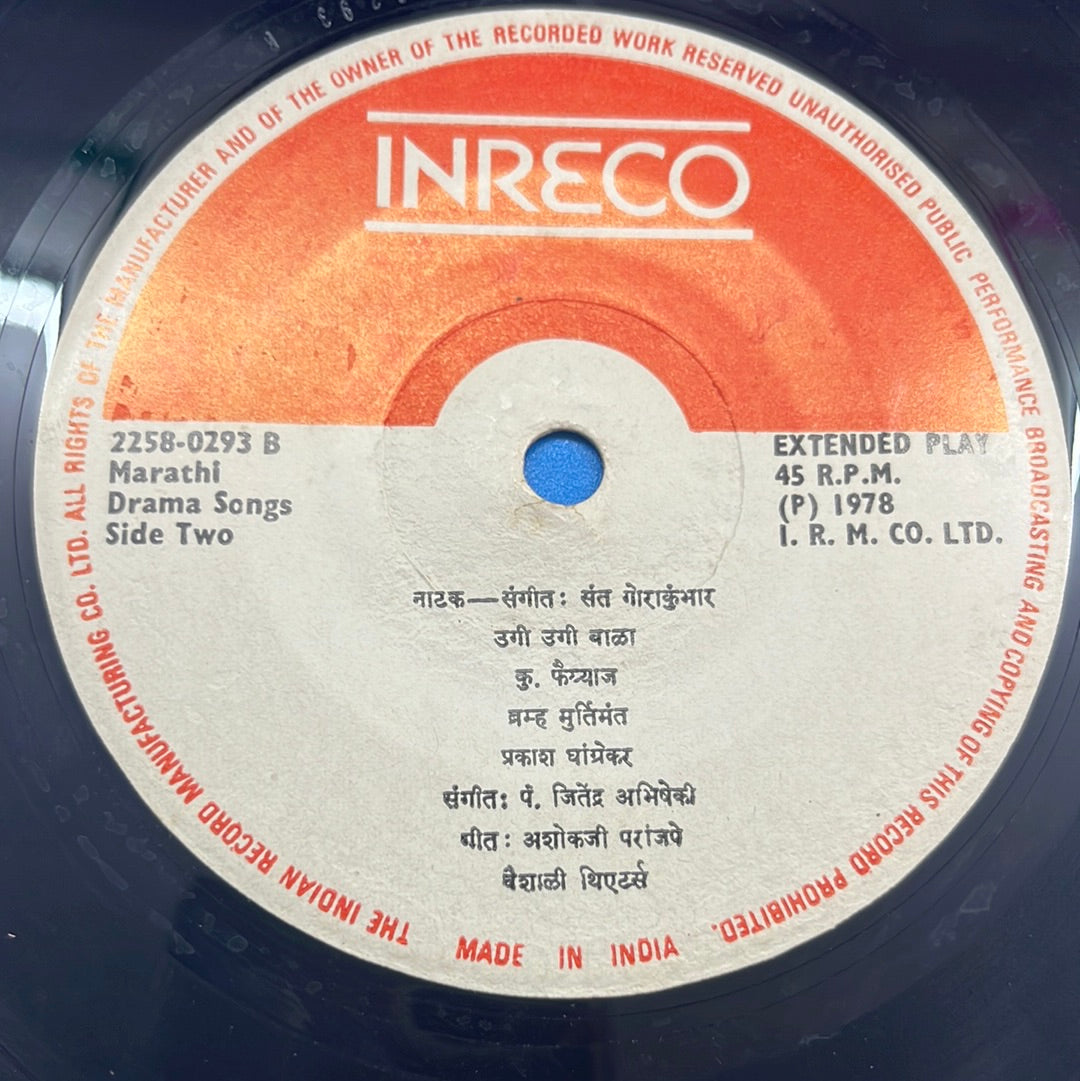 THE INDIAN RECORD MANUFACTURING CO. LTD. ALL RIGHTS OF THE MANUFACTURER AND OF THE OWNER OF THE RECORDED WORK RESERVED UNAUTHORISED PUBLIC PERFORMANCE BROADCASTING AND COPYING OF THIS RECORD PROHIBITED.
INRECO
2258-0293 B
Marathi
Drama Songs
Side Two
EXTENDED PLAY
45 R.P.M.
(P) 1978
I. R. M. CO. LTD.
नाटक—संगीत: संत गोराकुंभार
उगी उगी बाळा
कु. फैय्याज
ब्रम्ह मुर्तिमंत
प्रकाश घांग्रेकर
संगीत: पं. जितेंद्र अभिषेकी
गीत: अशोकजी परांजपे
वैशाली थिएटर्स
MADE IN INDIA